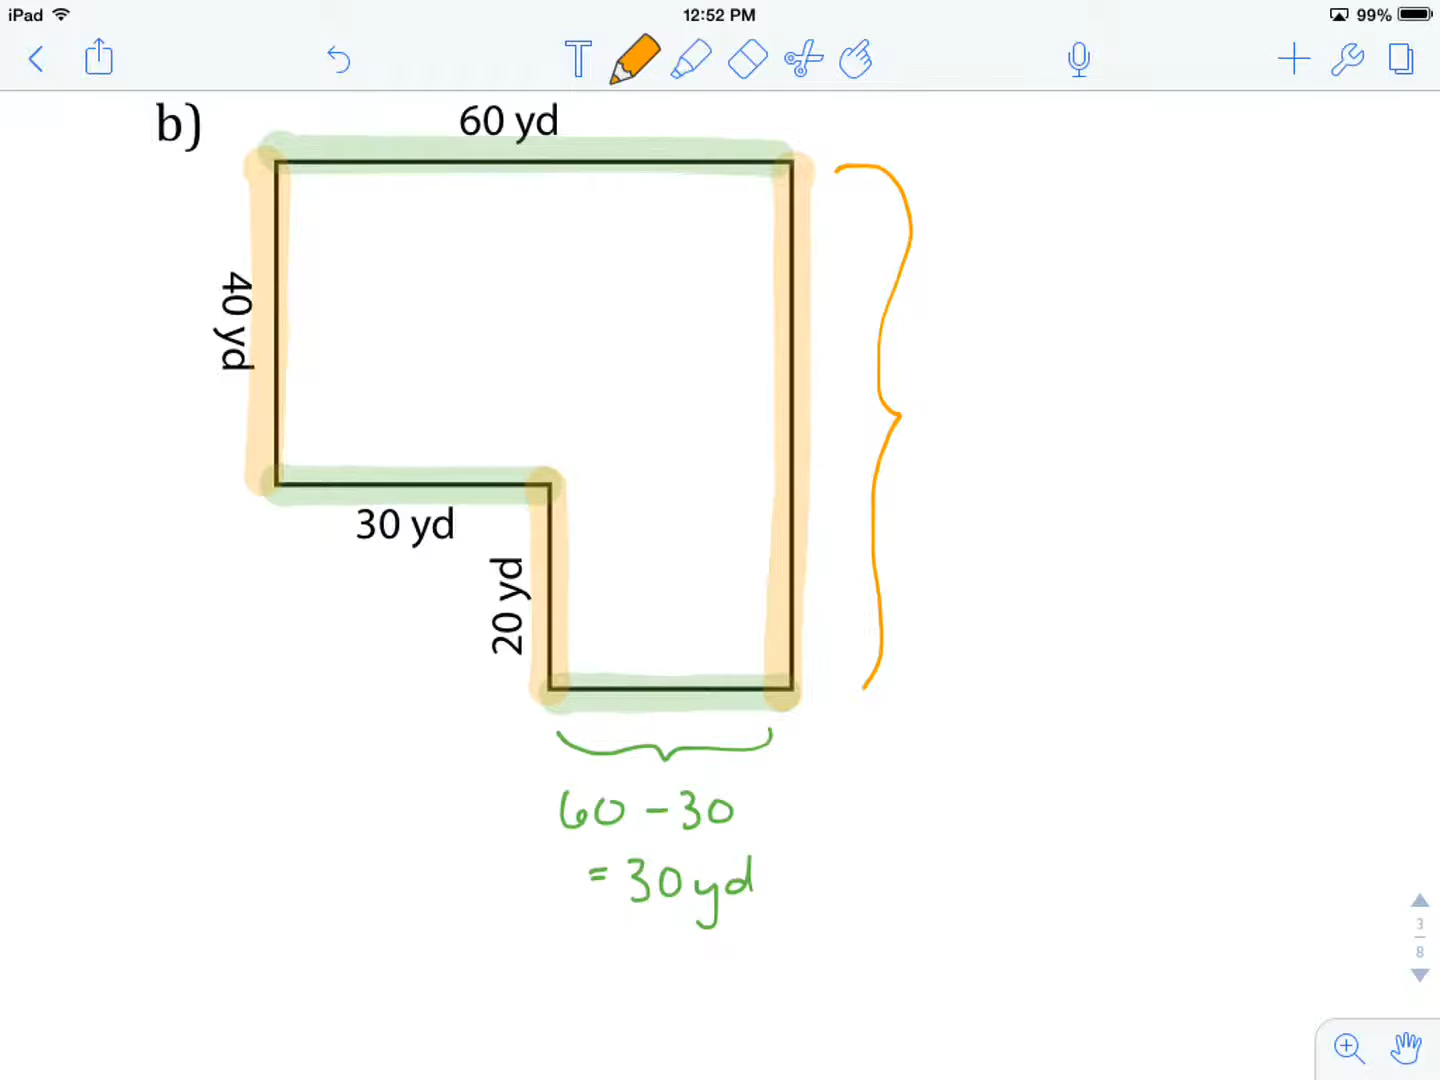 iPad 12:52 PM 99%
b)
60 yd
40 yd
30 yd
20 yd
60 - 30
= 30 yd
3
8